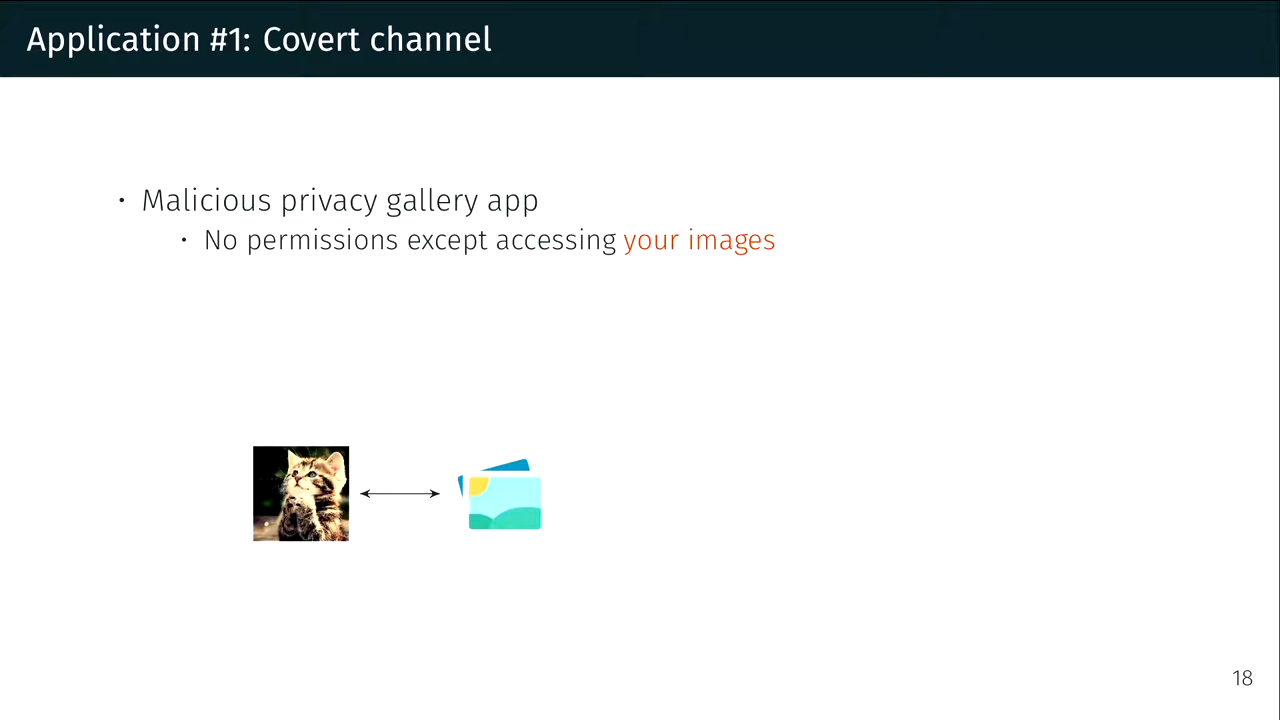 Application #1: Covert channel
• Malicious privacy gallery app
• No permissions except accessing your images
18